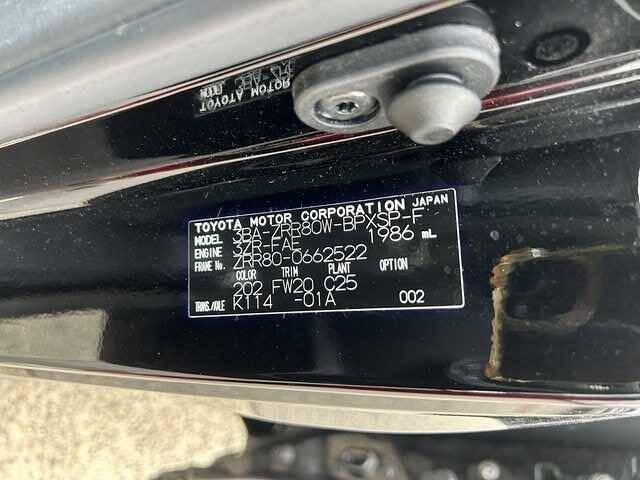 TOYOTA MOTOR CORPORATION JAPAN
MODEL 3BA-ZRR80W-BPXSP-F
ENGINE 3ZR-FAE 1986 mL
FRAME No. ZRR80-0662522
COLOR TRIM PLANT OPTION
202 FW20 C25
TRANS./AXLE K114 -01A 002